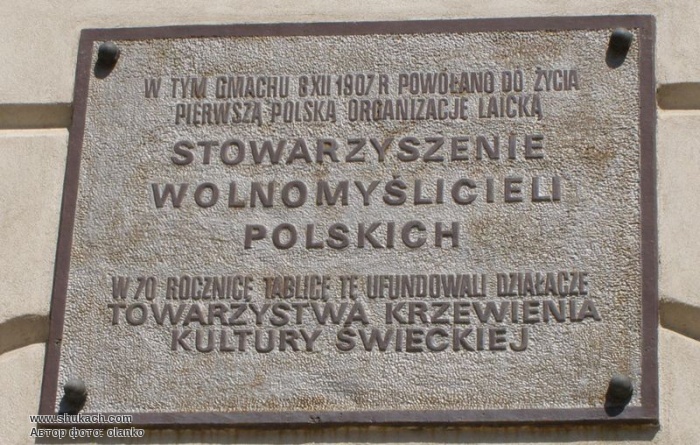 W TYM GMACHU 8 XII 1907 R POWOŁANO DO ŻYCIA
PIERWSZĄ POLSKĄ ORGANIZACJĘ LAICKĄ
STOWARZYSZENIE
WOLNOMYŚLICIELI
POLSKICH
W 70 ROCZNICĘ TABLICĘ TĘ UFUNDOWALI DZIAŁACZE
TOWARZYSTWA KRZEWIENIA
KULTURY ŚWIECKIEJ
www.shukach.com
Автор фото: olanko